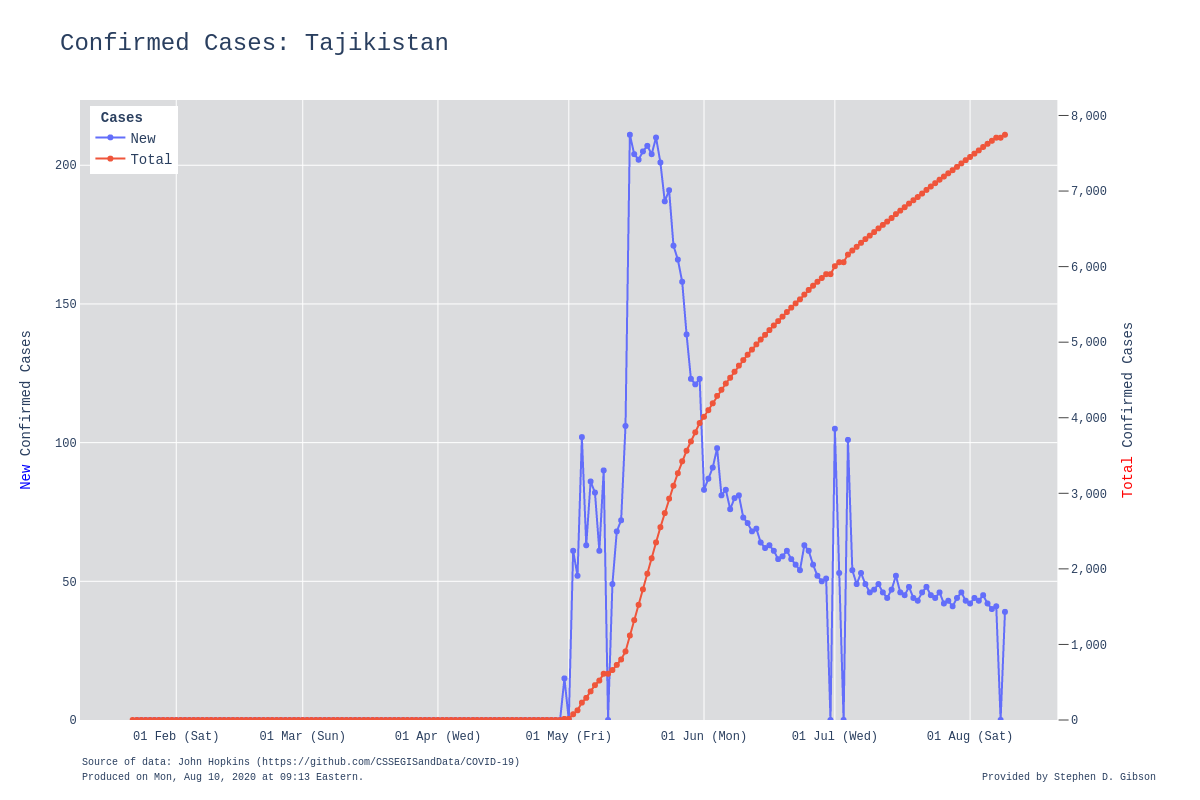 Confirmed Cases: Tajikistan
Cases
New
Total
200
150
100
50
0
8,000
7,000
6,000
5,000
4,000
3,000
2,000
1,000
0
New Confirmed Cases
Total Confirmed Cases
01 Feb (Sat) 01 Mar (Sun) 01 Apr (Wed) 01 May (Fri) 01 Jun (Mon) 01 Jul (Wed) 01 Aug (Sat)
Source of data: John Hopkins (https://github.com/CSSEGISandData/COVID-19)
Produced on Mon, Aug 10, 2020 at 09:13 Eastern.
Provided by Stephen D. Gibson